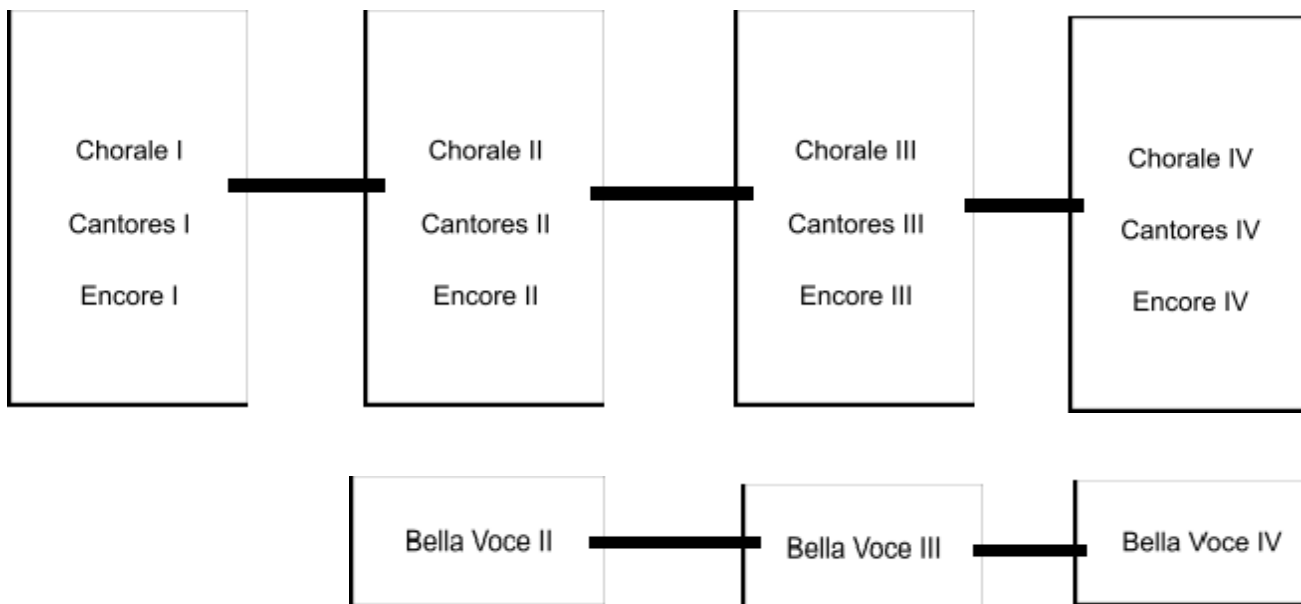 Chorale I
Cantores I
Encore I
Chorale II
Cantores II
Encore II
Chorale III
Cantores III
Encore III
Chorale IV
Cantores IV
Encore IV
Bella Voce II
Bella Voce III
Bella Voce IV